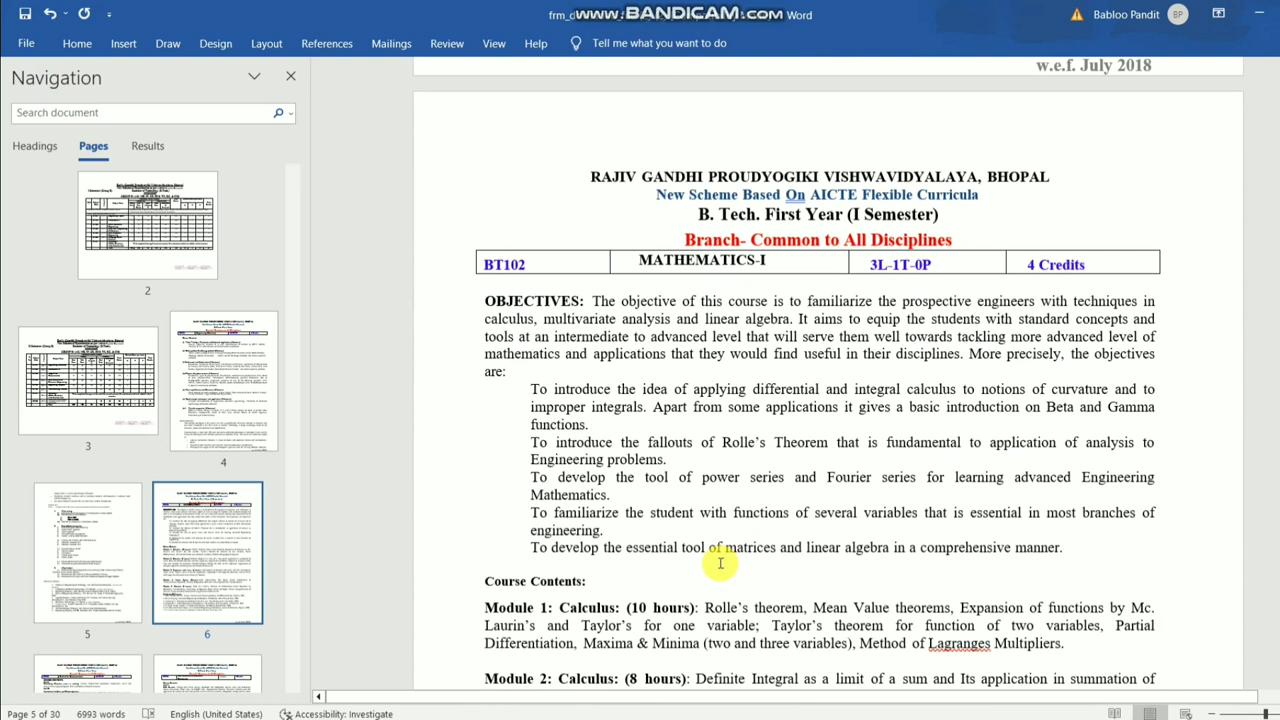 www.BANDICAM.com
frm_d
Word
Babloo Pandit
BP
File
Home
Insert
Draw
Design
Layout
References
Mailings
Review
View
Help
Tell me what you want to do
Navigation
Search document
Headings
Pages
Results
2
3
4
5
6
w.e.f. July 2018
RAJIV GANDHI PROUDYOGIKI VISHWAVIDYALAYA, BHOPAL
New Scheme Based On AICTE Flexible Curricula
B. Tech. First Year (I Semester)
Branch- Common to All Disciplines
BT102 MATHEMATICS-I 3L-1T-0P 4 Credits
OBJECTIVES: The objective of this course is to familiarize the prospective engineers with techniques in
calculus, multivariate analysis and linear algebra. It aims to equip the students with standard concepts and
tools at an intermediate to advanced level that will serve them well towards tackling more advanced level of
mathematics and applications that they would find useful in their disciplines. More precisely, the objectives
are:
To introduce the idea of applying differential and integral calculus to notions of curvature and to
improper integrals. Apart from some applications it gives a basic introduction on Beta and Gamma
functions.
To introduce the fallouts of Rolle’s Theorem that is fundamental to application of analysis to
Engineering problems.
To develop the tool of power series and Fourier series for learning advanced Engineering
Mathematics.
To familiarize the student with functions of several variables that is essential in most branches of
engineering.
To develop the essential tool of matrices and linear algebra in a comprehensive manner.
Course Contents:
Module 1: Calculus: (10 hours): Rolle’s theorem, Mean Value theorems, Expansion of functions by Mc.
Laurin’s and Taylor’s for one variable; Taylor’s theorem for function of two variables, Partial
Differentiation, Maxima & Minima (two and three variables), Method of Lagranges Multipliers.
Module 2: Calculus: (8 hours): Definite Integral as a limit of a sum and Its application in summation of
Page 5 of 30
6993 words
English (United States)
Accessibility: Investigate